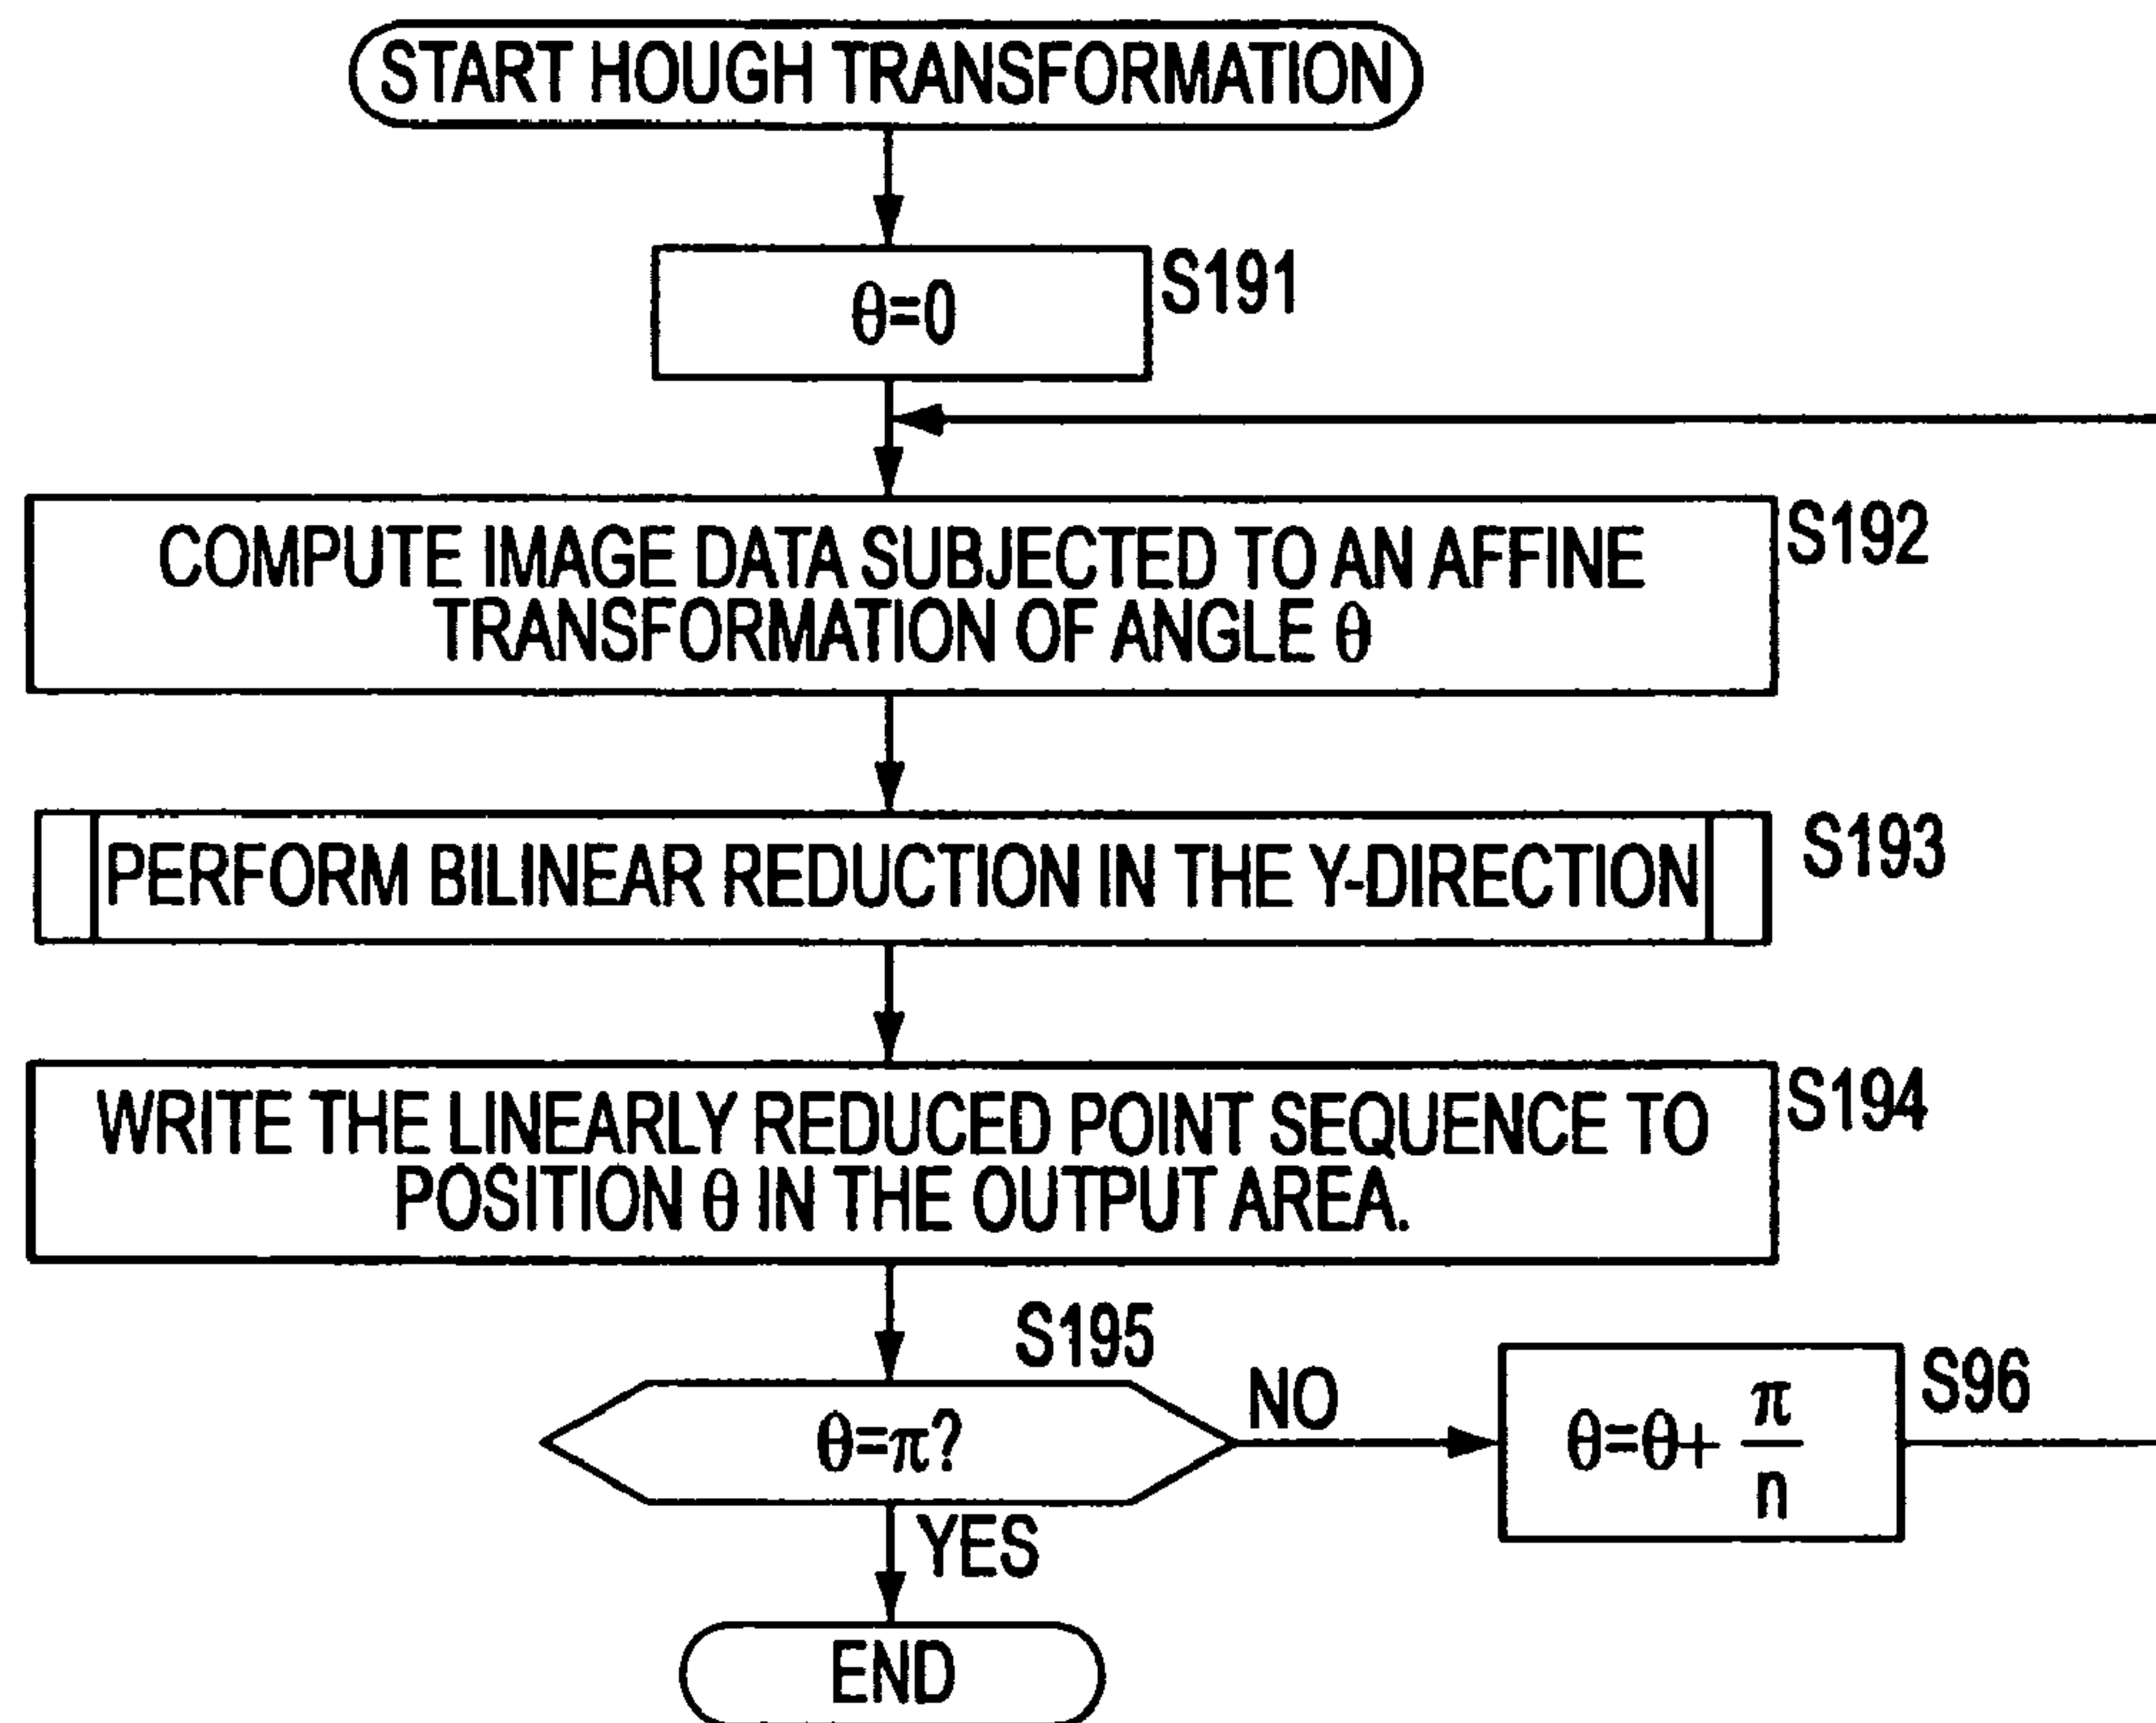 START HOUGH TRANSFORMATION
θ=0
S191
COMPUTE IMAGE DATA SUBJECTED TO AN AFFINE
TRANSFORMATION OF ANGLE θ
S192
PERFORM BILINEAR REDUCTION IN THE Y-DIRECTION
S193
WRITE THE LINEARLY REDUCED POINT SEQUENCE TO
POSITION θ IN THE OUTPUT AREA.
S194
S195
θ=π?
NO
θ=θ+ π/n
S96
YES
END